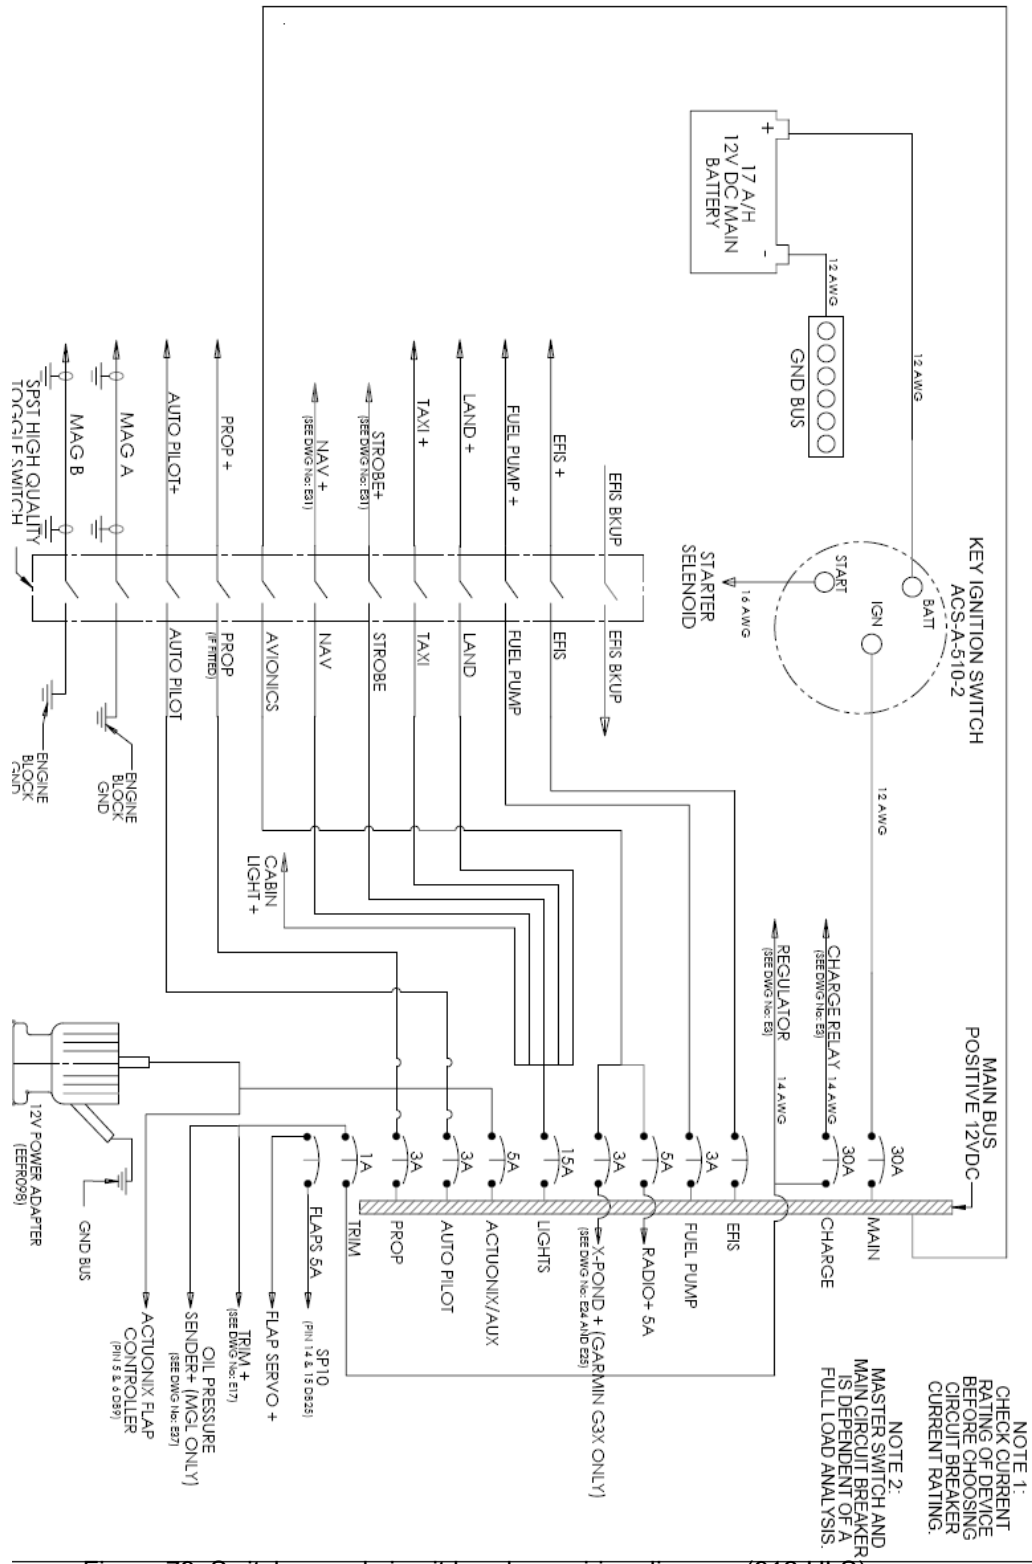 NOTE 1:
CHECK CURRENT
RATING OF DEVICE
BEFORE CHOOSING
CIRCUIT BREAKER
CURRENT RATING.
NOTE 2:
MASTER SWITCH AND
MAIN CIRCUIT BREAKER
IS DEPENDENT OF A
FULL LOAD ANALYSIS.
MAIN BUS
POSITIVE 12VDC
KEY IGNITION SWITCH
ACS-A-510-2
BATT
IGN
START
12 AWG
12 AWG
12 AWG
16 AWG
STARTER
SELENOID
+
-
17 A/H
12V DC MAIN
BATTERY
GND BUS
CHARGE RELAY
(SEE DWG No: E3)
14 AWG
REGULATOR
(SEE DWG No: E3)
14 AWG
30A
MAIN
30A
CHARGE
EFIS
3A
FUEL PUMP
5A
RADIO+ 5A
3A
X-POND + (GARMIN G3X ONLY)
(SEE DWG No: E24 AND E25)
15A
LIGHTS
5A
ACTUONIX/AUX
3A
AUTO PILOT
3A
PROP
1A
TRIM
FLAPS 5A
SP10
(PIN 14 & 15 DB25)
FLAP SERVO +
TRIM +
(SEE DWG No: E17)
OIL PRESSURE
SENDER+ (MGL ONLY)
(SEE DWG No: E37)
ACTUONIX FLAP
CONTROLLER
(PIN 5 & 6 DB9)
EFIS BKUP
EFIS BKUP
EFIS +
EFIS
FUEL PUMP +
FUEL PUMP
LAND +
LAND
TAXI +
TAXI
STROBE+
(SEE DWG No: E31)
STROBE
NAV +
(SEE DWG No: E31)
NAV
AVIONICS
PROP +
PROP
(IF FITTED)
AUTO PILOT+
AUTO PILOT
MAG A
MAG B
SPST HIGH QUALITY
TOGGLE SWITCH
ENGINE
BLOCK
GND
ENGINE
BLOCK
GND
CABIN
LIGHT +
12V POWER ADAPTER
(EEFR098)
GND BUS